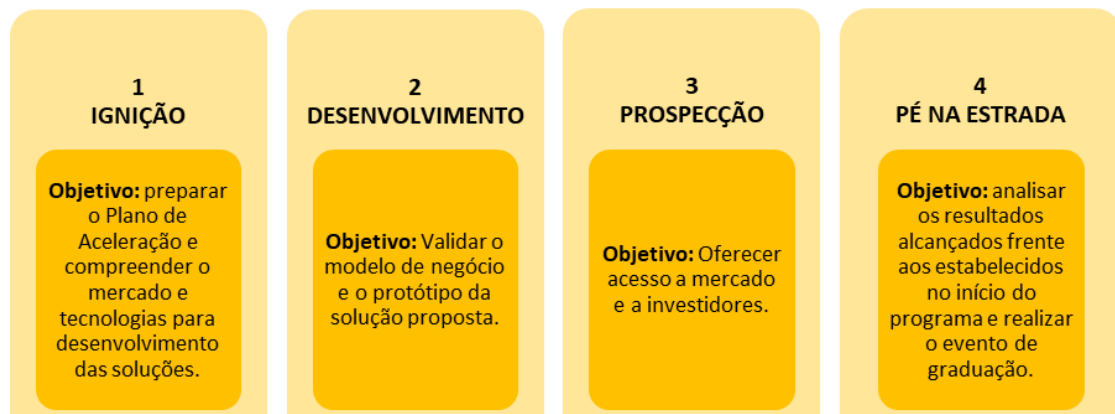 1
IGNIÇÃO
Objetivo: preparar
o Plano de
Aceleração e
compreender o
mercado e
tecnologias para
desenvolvimento
das soluções.
2
DESENVOLVIMENTO
Objetivo: Validar o
modelo de negócio
e o protótipo da
solução proposta.
3
PROSPECÇÃO
Objetivo: Oferecer
acesso a mercado
e a investidores.
4
PÉ NA ESTRADA
Objetivo: analisar
os resultados
alcançados frente
aos estabelecidos
no início do
programa e realizar
o evento de
graduação.